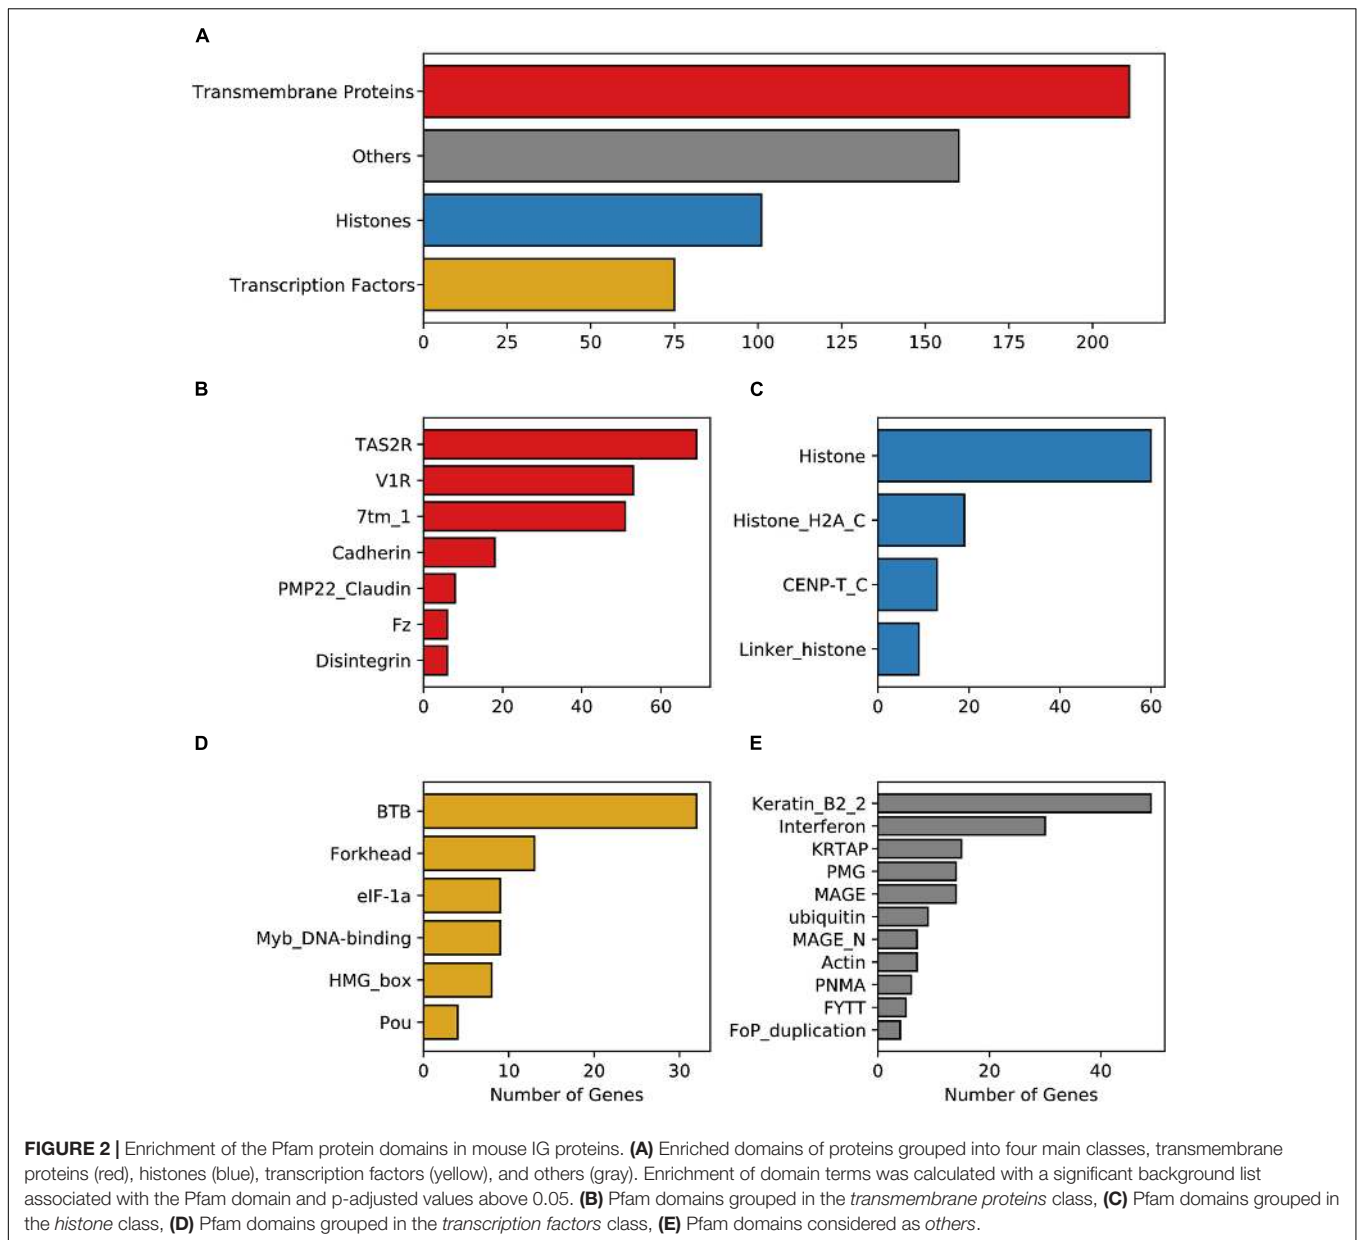 A
Transmembrane Proteins
Others
Histones
Transcription Factors
0 25 50 75 100 125 150 175 200
B
TAS2R
V1R
7tm_1
Cadherin
PMP22_Claudin
Fz
Disintegrin
0 20 40 60
C
Histone
Histone_H2A_C
CENP-T_C
Linker_histone
0 20 40 60
D
BTB
Forkhead
eIF-1a
Myb_DNA-binding
HMG_box
Pou
0 10 20 30
Number of Genes
E
Keratin_B2_2
Interferon
KRTAP
PMG
MAGE
ubiquitin
MAGE_N
Actin
PNMA
FYTT
FoP_duplication
0 20 40
Number of Genes
FIGURE 2 | Enrichment of the Pfam protein domains in mouse IG proteins. (A) Enriched domains of proteins grouped into four main classes, transmembrane
proteins (red), histones (blue), transcription factors (yellow), and others (gray). Enrichment of domain terms was calculated with a significant background list
associated with the Pfam domain and p-adjusted values above 0.05. (B) Pfam domains grouped in the transmembrane proteins class, (C) Pfam domains grouped in
the histone class, (D) Pfam domains grouped in the transcription factors class, (E) Pfam domains considered as others.